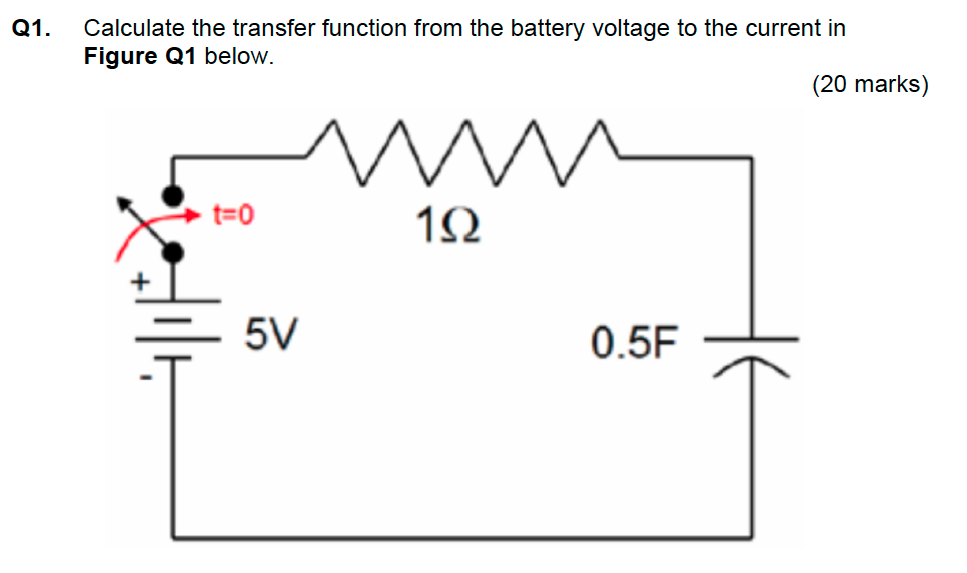 Q1. Calculate the transfer function from the battery voltage to the current in
Figure Q1 below.
(20 marks)
t=0
1Ω
+
5V
0.5F
-